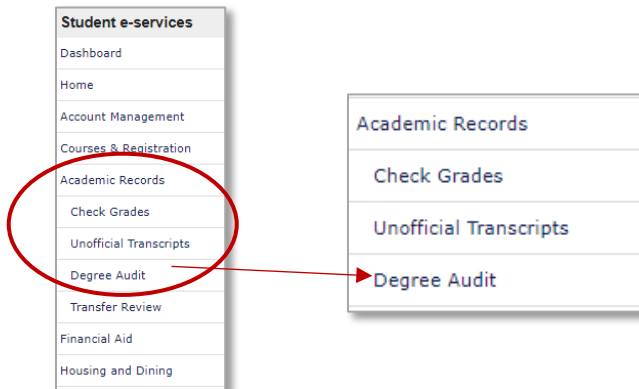 Student e-services
Dashboard
Home
Account Management
Courses & Registration
Academic Records
Check Grades
Unofficial Transcripts
Degree Audit
Transfer Review
Financial Aid
Housing and Dining
Academic Records
Check Grades
Unofficial Transcripts
Degree Audit